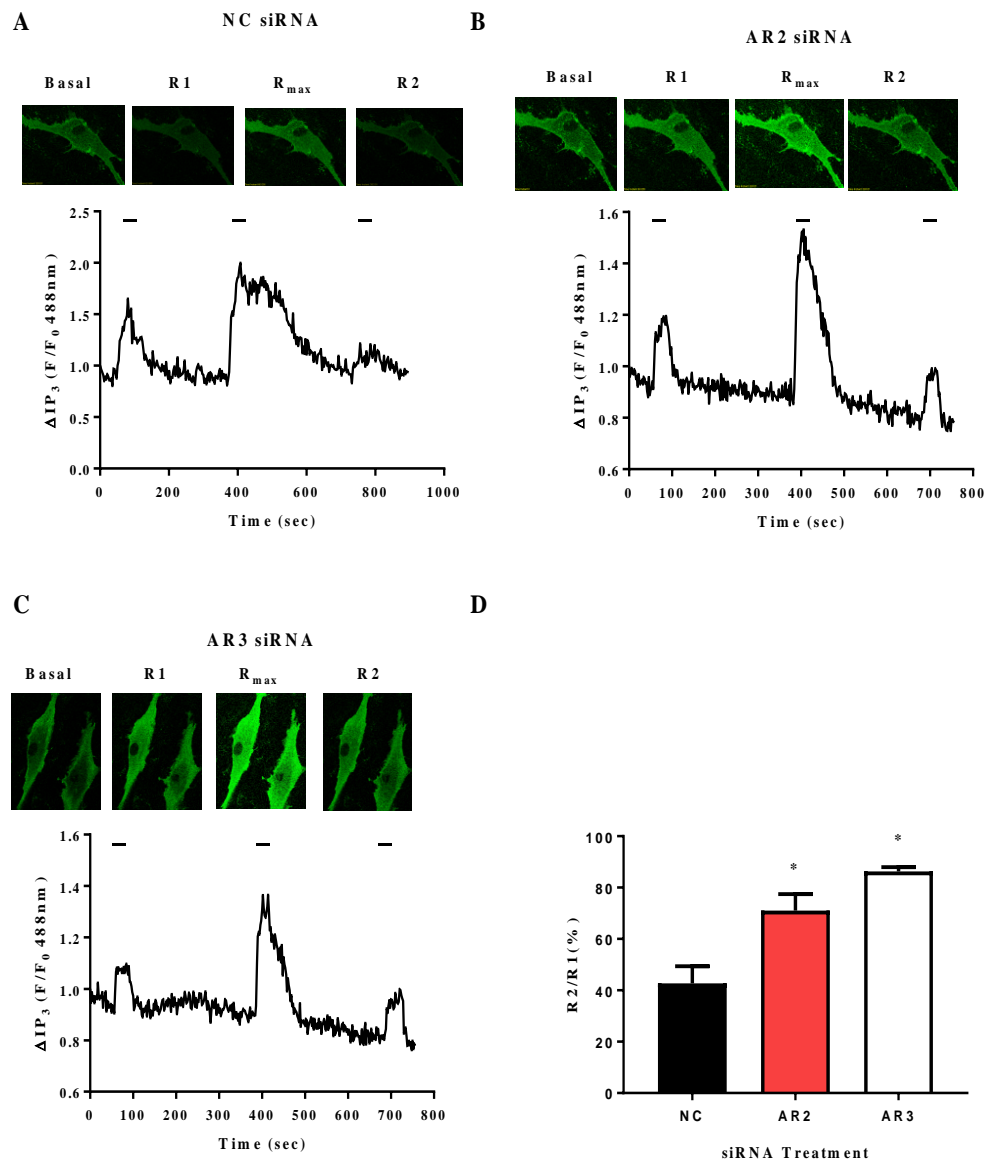 A
NC siRNA
Basal R1 Rmax R2
ΔIP3 (F/F0 488nm)
2.5
2.0
1.5
1.0
0.5
0.0
0 200 400 600 800 1000
Time (sec)
B
AR2 siRNA
Basal R1 Rmax R2
ΔIP3 (F/F0 488nm)
1.6
1.4
1.2
1.0
0.8
0.6
0 100 200 300 400 500 600 700 800
Time (sec)
C
AR3 siRNA
Basal R1 Rmax R2
ΔIP3 (F/F0 488nm)
1.6
1.4
1.2
1.0
0.8
0.6
0 100 200 300 400 500 600 700 800
Time (sec)
D
R2/R1(%)
100
80
60
40
20
0
* *
NC AR2 AR3
siRNA Treatment